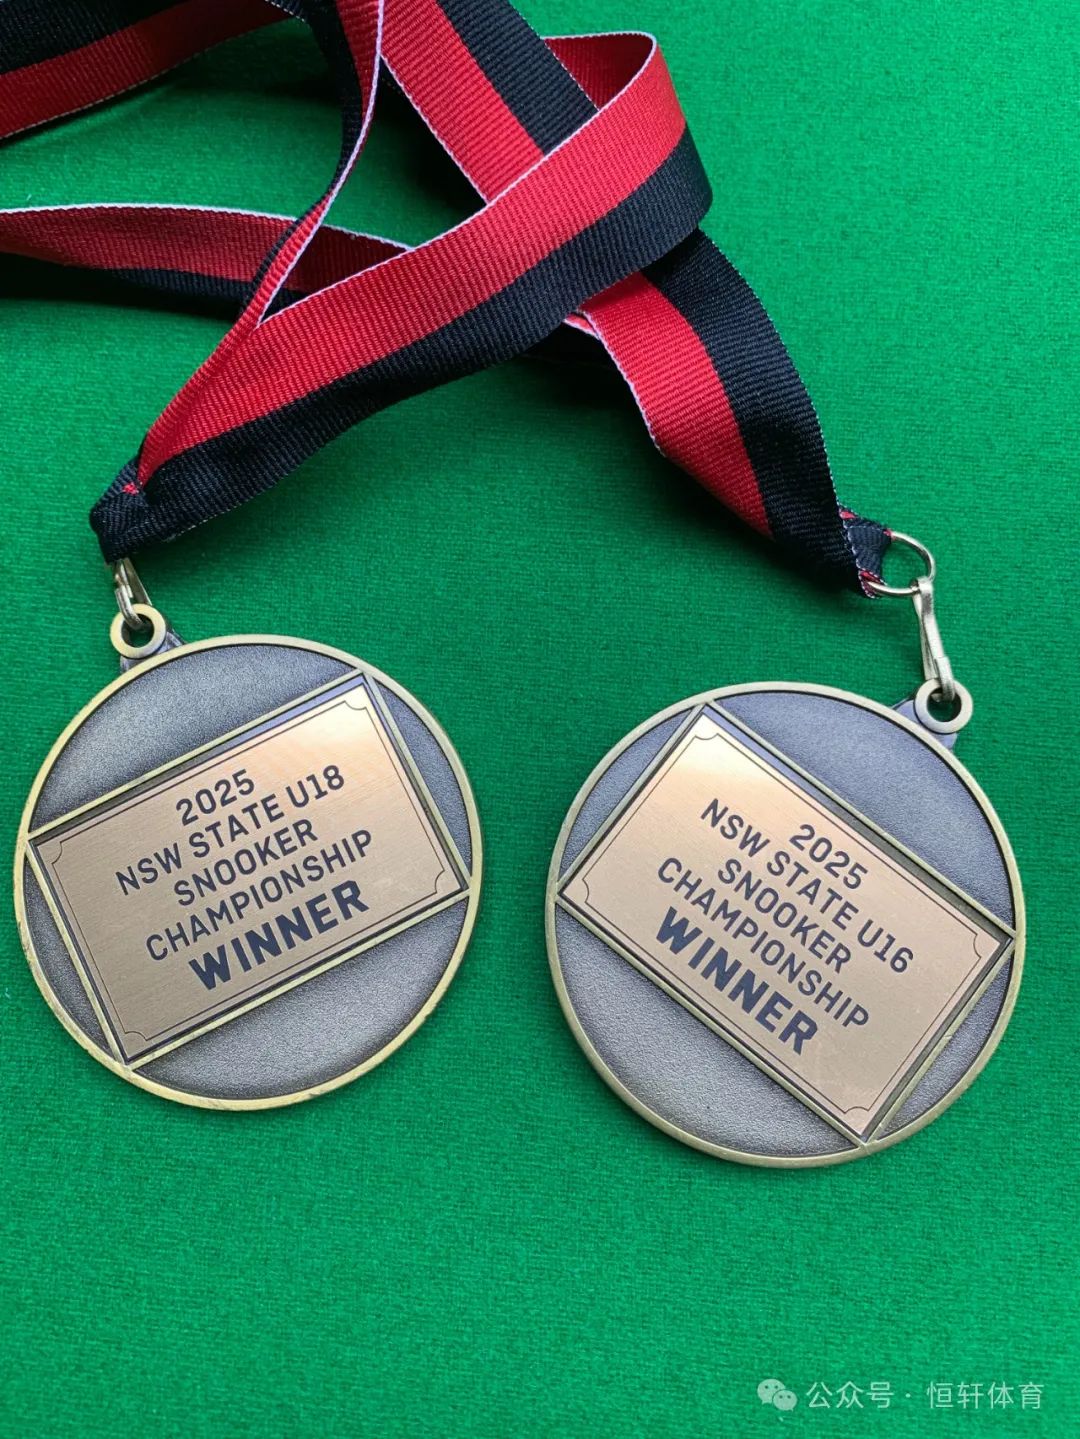 2025
NSW STATE U18
SNOOKER
CHAMPIONSHIP
WINNER
2025
NSW STATE U16
SNOOKER
CHAMPIONSHIP
WINNER
公众号 · 恒轩体育